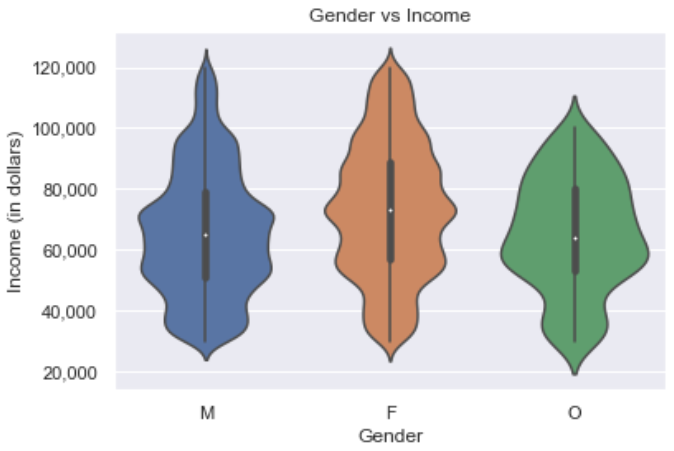 Gender vs Income
Income (in dollars)
120,000
100,000
80,000
60,000
40,000
20,000
M F O
Gender